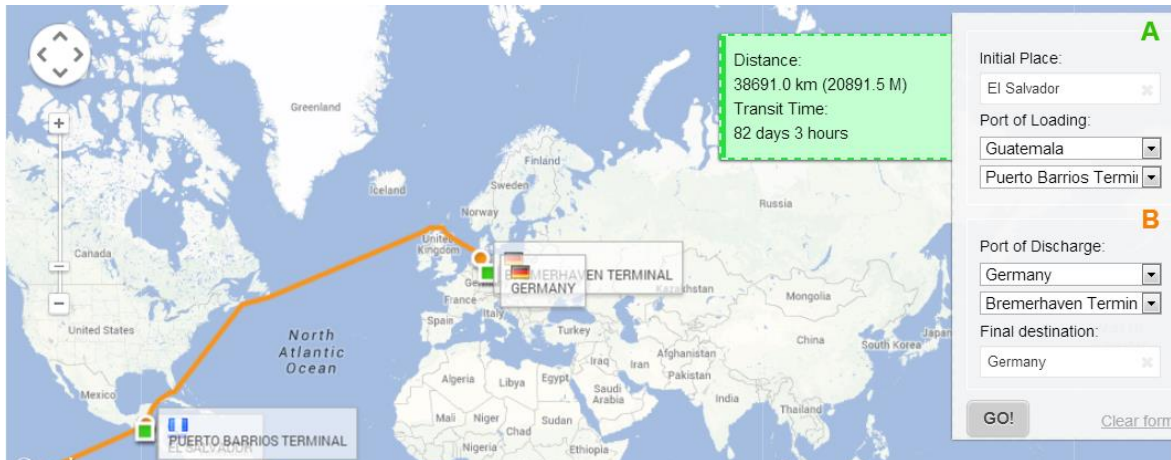 Greenland
Iceland
Finland
Sweden
Norway
Russia
United
Kingdom
Canada
BREMERHAVEN TERMINAL
GERMANY
France
Italy
Spain
Turkey
Kazakhstan
Mongolia
United States
North
Atlantic
Ocean
China
South Korea
Japan
Mexico
Algeria
Libya
Egypt
Iraq
Iran
Afghanistan
Pakistan
Saudi
Arabia
India
Thailand
Mali
Niger
Chad
Sudan
Nigeria
Ethiopia
PUERTO BARRIOS TERMINAL
EL SALVADOR
Distance:
38691.0 km (20891.5 M)
Transit Time:
82 days 3 hours
A
Initial Place:
El Salvador
Port of Loading:
Guatemala
Puerto Barrios Termi
B
Port of Discharge:
Germany
Bremerhaven Termin
Final destination:
Germany
GO!
Clear form